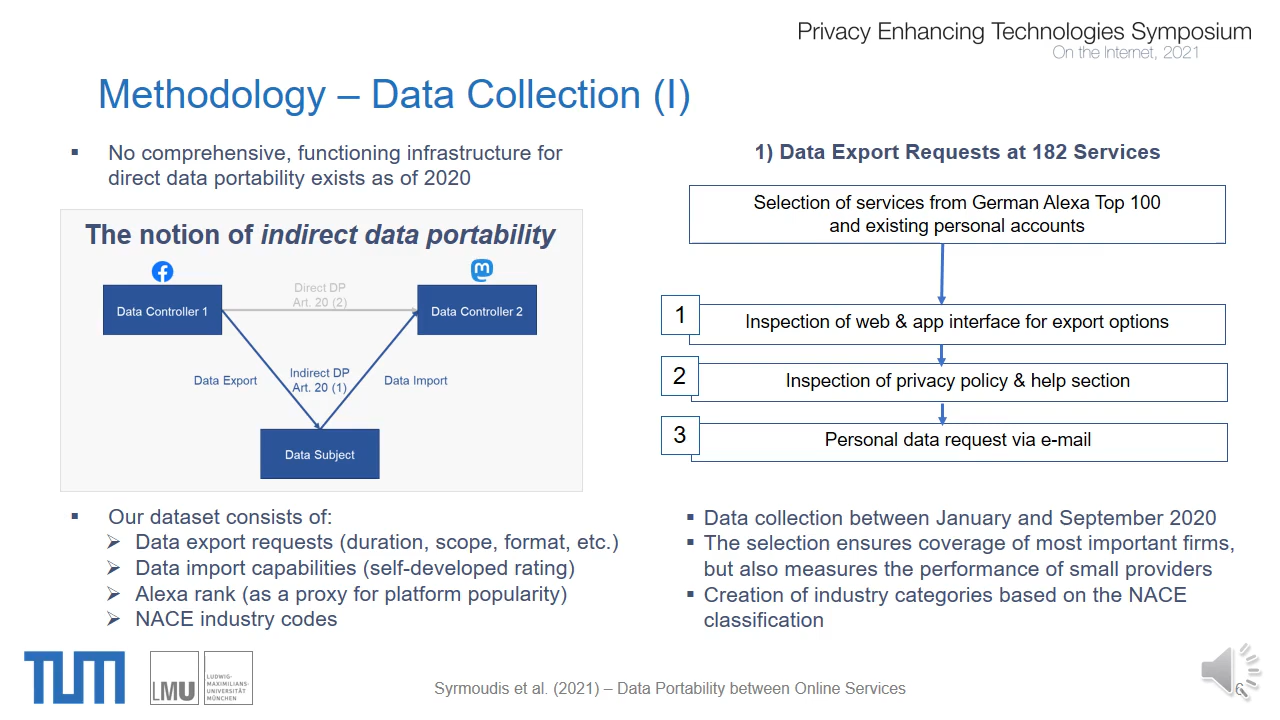 Privacy Enhancing Technologies Symposium
On the Internet, 2021
Methodology – Data Collection (I)
▪ No comprehensive, functioning infrastructure for
direct data portability exists as of 2020
The notion of indirect data portability
Data Controller 1
Direct DP
Art. 20 (2)
Data Controller 2
Data Export
Indirect DP
Art. 20 (1)
Data Import
Data Subject
▪ Our dataset consists of:
➢ Data export requests (duration, scope, format, etc.)
➢ Data import capabilities (self-developed rating)
➢ Alexa rank (as a proxy for platform popularity)
➢ NACE industry codes
1) Data Export Requests at 182 Services
Selection of services from German Alexa Top 100
and existing personal accounts
1
Inspection of web & app interface for export options
2
Inspection of privacy policy & help section
3
Personal data request via e-mail
▪ Data collection between January and September 2020
▪ The selection ensures coverage of most important firms,
but also measures the performance of small providers
▪ Creation of industry categories based on the NACE
classification
TUM
LMU
LUDWIG-
MAXIMILIANS-
UNIVERSITÄT
MÜNCHEN
Syrmoudis et al. (2021) – Data Portability between Online Services
6